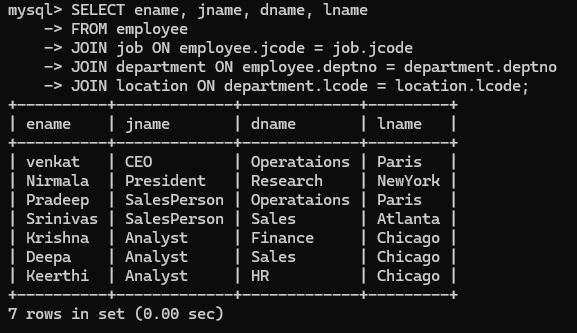 mysql> SELECT ename, jname, dname, lname
    -> FROM employee
    -> JOIN job ON employee.jcode = job.jcode
    -> JOIN department ON employee.deptno = department.deptno
    -> JOIN location ON department.lcode = location.lcode;
+----------+-------------+-------------+---------+
| ename    | jname       | dname       | lname   |
+----------+-------------+-------------+---------+
| venkat   | CEO         | Operataions | Paris   |
| Nirmala  | President   | Research    | NewYork |
| Pradeep  | SalesPerson | Operataions | Paris   |
| Srinivas | SalesPerson | Sales       | Atlanta |
| Krishna  | Analyst     | Finance     | Chicago |
| Deepa    | Analyst     | Sales       | Chicago |
| Keerthi  | Analyst     | HR          | Chicago |
+----------+-------------+-------------+---------+
7 rows in set (0.00 sec)